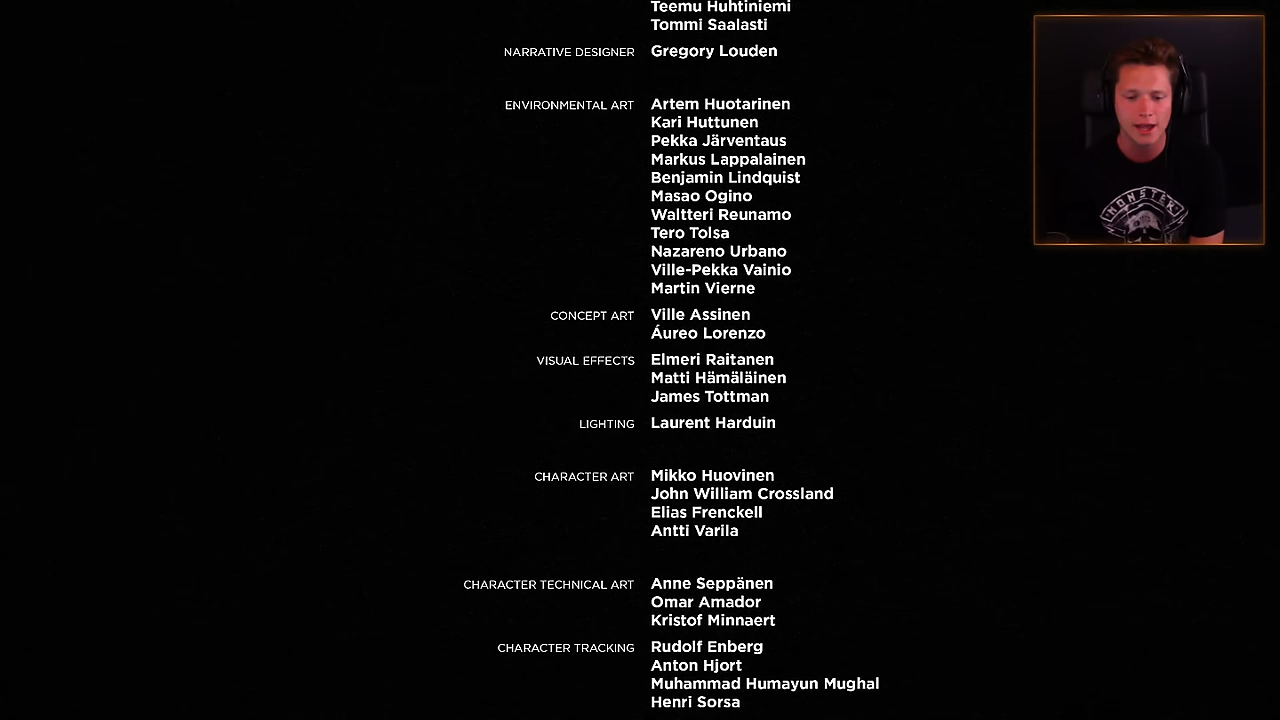 Teemu Huhtiniemi
Tommi Saalasti
NARRATIVE DESIGNER Gregory Louden
ENVIRONMENTAL ART Artem Huotarinen
Kari Huttunen
Pekka Järventaus
Markus Lappalainen
Benjamin Lindquist
Masao Ogino
Waltteri Reunamo
Tero Tolsa
Nazareno Urbano
Ville-Pekka Vainio
Martin Vierne
CONCEPT ART Ville Assinen
Áureo Lorenzo
VISUAL EFFECTS Elmeri Raitanen
Matti Hämäläinen
James Tottman
LIGHTING Laurent Harduin
CHARACTER ART Mikko Huovinen
John William Crossland
Elias Frenckell
Antti Varila
CHARACTER TECHNICAL ART Anne Seppänen
Omar Amador
Kristof Minnaert
CHARACTER TRACKING Rudolf Enberg
Anton Hjort
Muhammad Humayun Mughal
Henri Sorsa
MONSTER